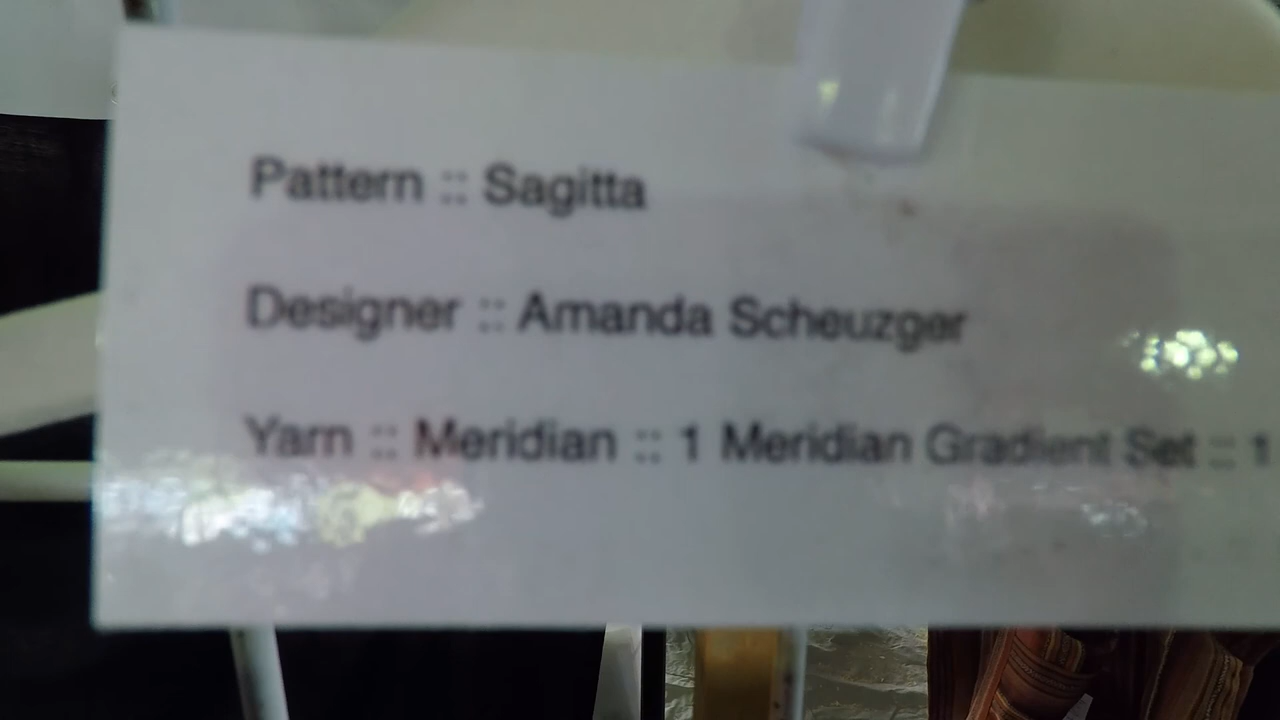 Pattern :: Sagitta
Designer :: Amanda Scheuzger
Yarn :: Meridian :: 1 Meridian Gradient Set :: 1